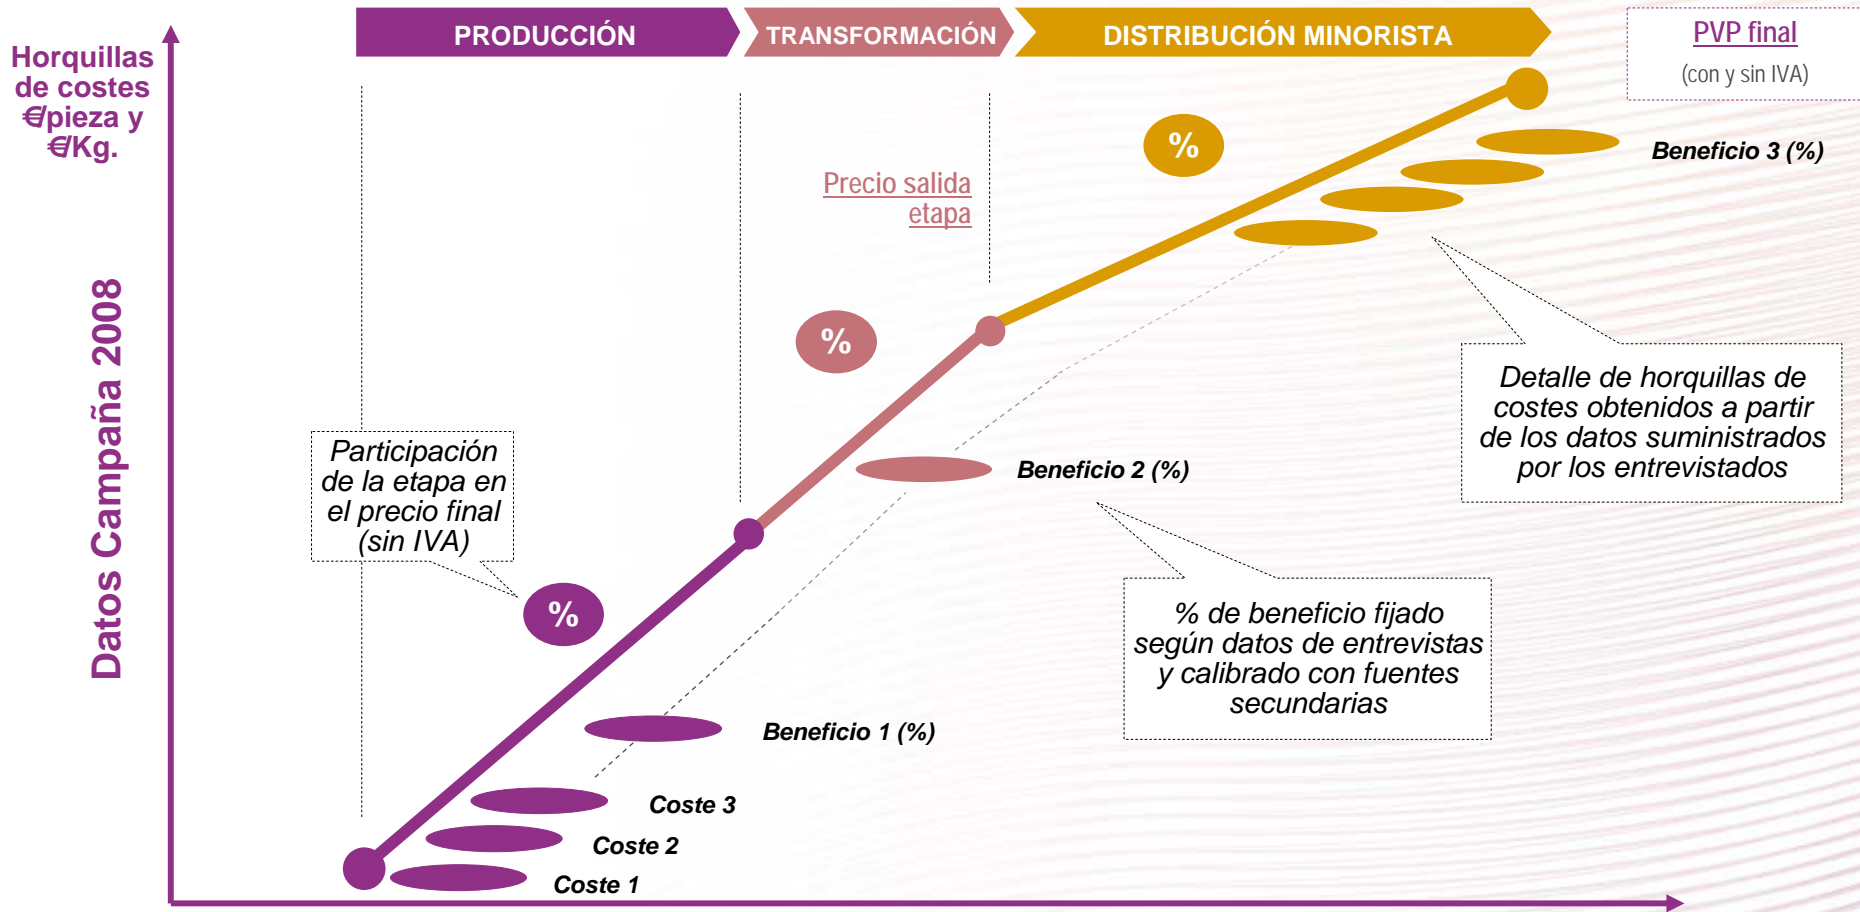 PRODUCCIÓN
TRANSFORMACIÓN
DISTRIBUCIÓN MINORISTA
PVP final
(con y sin IVA)
Horquillas
de costes
€/pieza y
€/Kg.
Datos Campaña 2008
%
Beneficio 3 (%)
Precio salida
etapa
%
Detalle de horquillas de
costes obtenidos a partir
de los datos suministrados
por los entrevistados
Participación
de la etapa en
el precio final
(sin IVA)
Beneficio 2 (%)
%
% de beneficio fijado
según datos de entrevistas
y calibrado con fuentes
secundarias
Beneficio 1 (%)
Coste 3
Coste 2
Coste 1